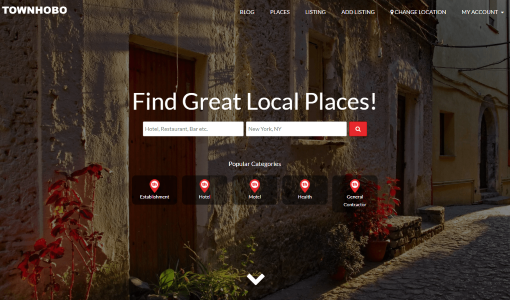 TOWNHOBO
BLOG PLACES LISTING ADD LISTING CHANGE LOCATION MY ACCOUNT
Find Great Local Places!
Hotel, Restaurant, Bar etc. New York, NY
Popular Categories
Establishment Hotel Motel Health General
Contractor